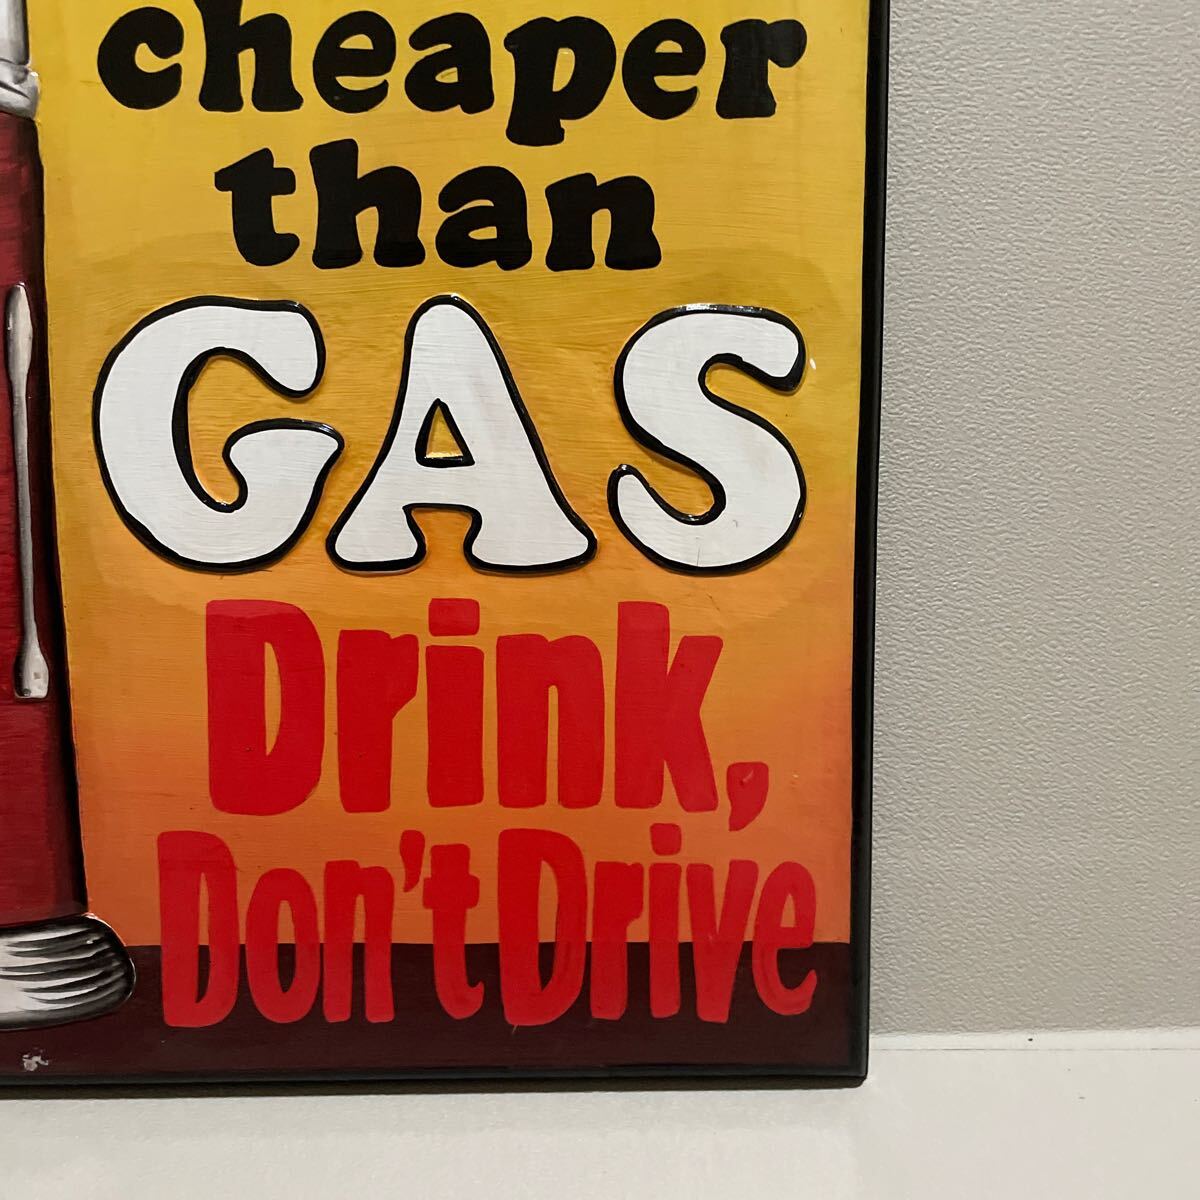 cheaper
than
GAS
Drink,
Don't Drive